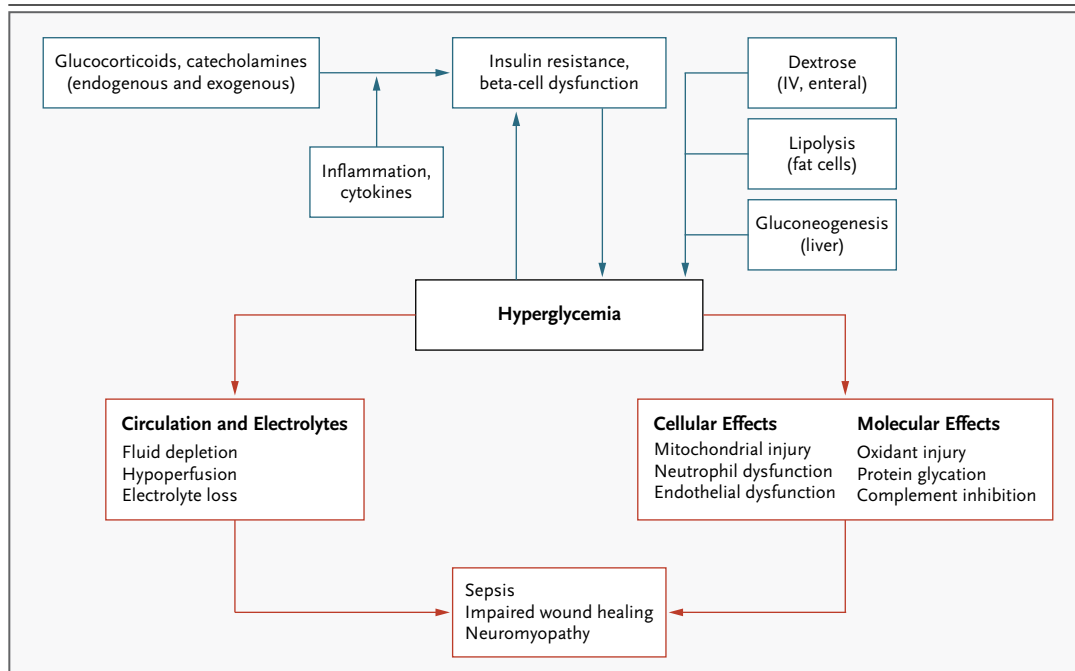 Glucocorticoids, catecholamines
(endogenous and exogenous)
Insulin resistance,
beta-cell dysfunction
Dextrose
(IV, enteral)
Inflammation,
cytokines
Lipolysis
(fat cells)
Gluconeogenesis
(liver)
Hyperglycemia
Circulation and Electrolytes
Fluid depletion
Hypoperfusion
Electrolyte loss
Cellular Effects
Mitochondrial injury
Neutrophil dysfunction
Endothelial dysfunction
Molecular Effects
Oxidant injury
Protein glycation
Complement inhibition
Sepsis
Impaired wound healing
Neuromyopathy